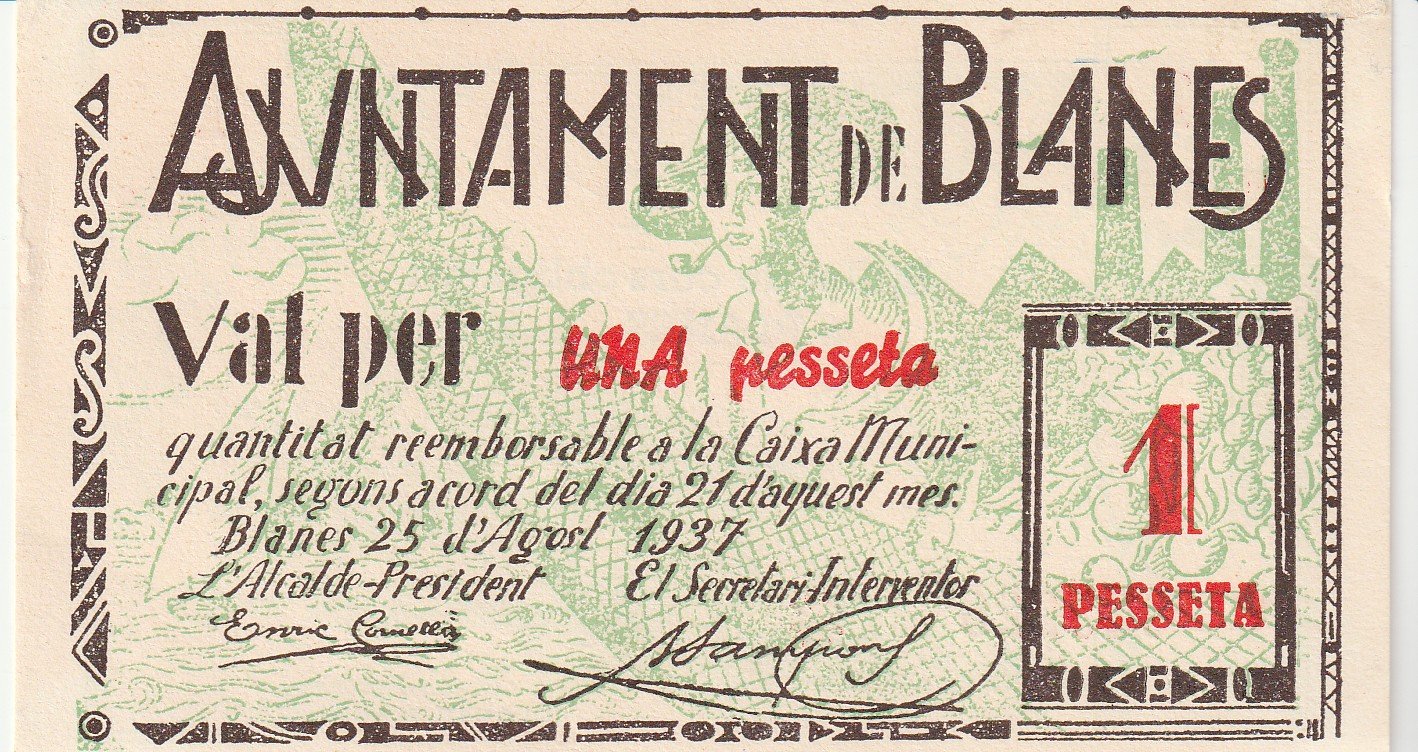 AJUNTAMENT DE BLANES
Val per UNA pesseta
quantitat reemborsable a la Caixa Muni-
cipal, segons acord del dia 21 d'aquest mes.
Blanes 25 d'Agost 1937
L'Alcalde-President El Secretari-Interventor
Enric
1
PESSETA